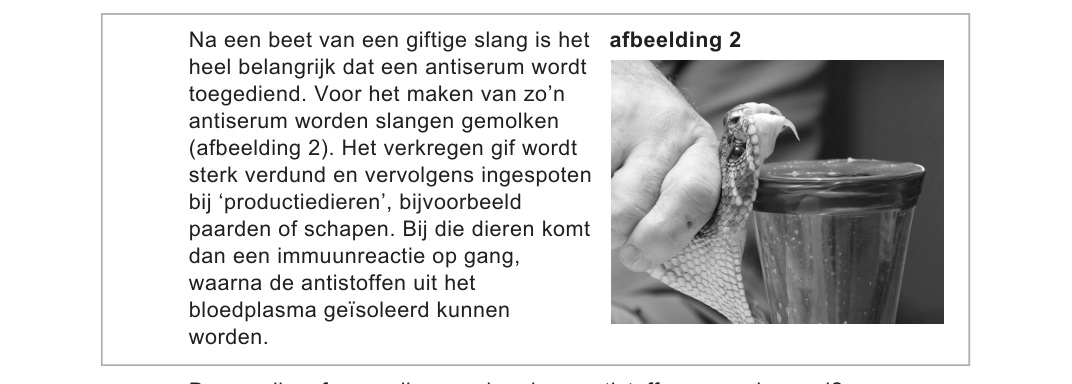 Na een beet van een giftige slang is het
heel belangrijk dat een antiserum wordt
toegediend. Voor het maken van zo’n
antiserum worden slangen gemolken
(afbeelding 2). Het verkregen gif wordt
sterk verdund en vervolgens ingespoten
bij ‘productiedieren’, bijvoorbeeld
paarden of schapen. Bij die dieren komt
dan een immuunreactie op gang,
waarna de antistoffen uit het
bloedplasma geïsoleerd kunnen
worden.
afbeelding 2